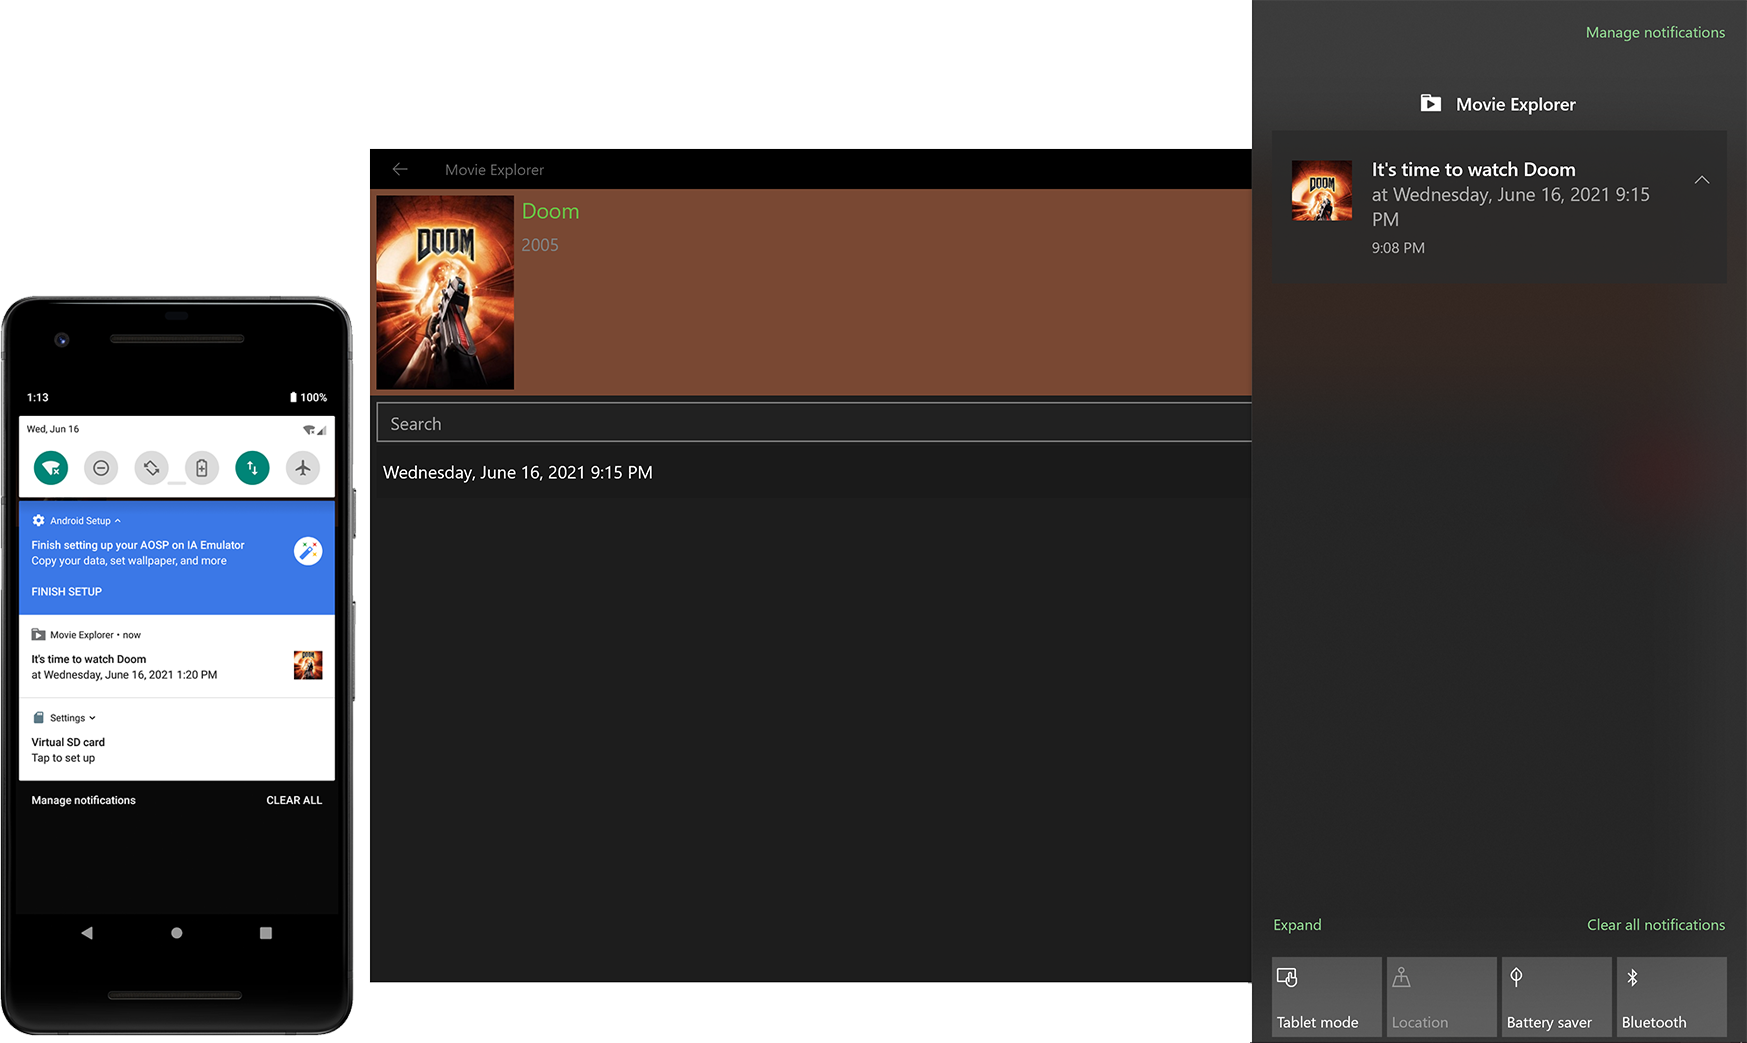 1:13
100%
Wed, Jun 16
Android Setup
Finish setting up your AOSP on IA Emulator
Copy your data, set wallpaper, and more
FINISH SETUP
Movie Explorer • now
It's time to watch Doom
at Wednesday, June 16, 2021 1:20 PM
DOOM
Settings
Virtual SD card
Tap to set up
Manage notifications
CLEAR ALL
Movie Explorer
DOOM
Doom
2005
Search
Wednesday, June 16, 2021 9:15 PM
Manage notifications
Movie Explorer
DOOM
It's time to watch Doom
at Wednesday, June 16, 2021 9:15
PM
9:08 PM
Expand
Clear all notifications
Tablet mode
Location
Battery saver
Bluetooth